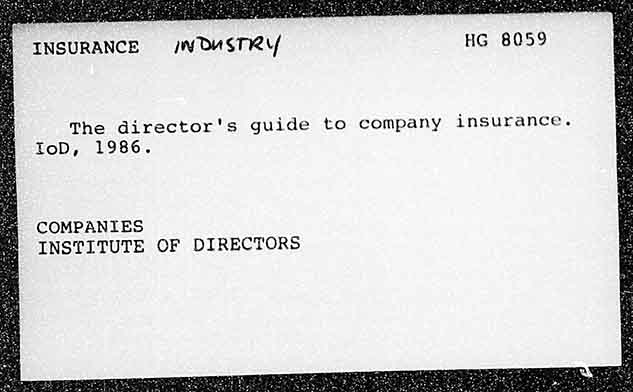 INSURANCE INDUSTRY HG 8059
The director's guide to company insurance.
IoD, 1986.
COMPANIES
INSTITUTE OF DIRECTORS